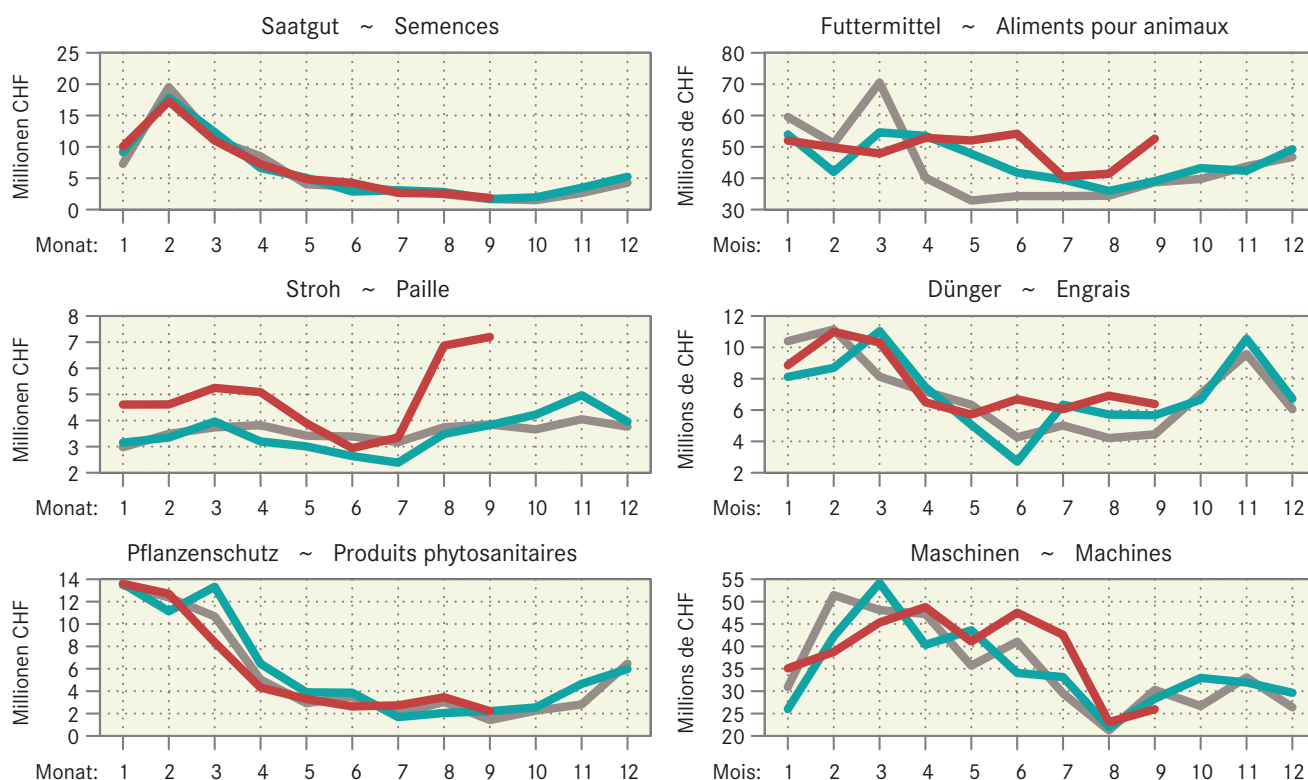 Saatgut ~ Semences
Millionen CHF
25
20
15
10
5
0
Monat: 1 2 3 4 5 6 7 8 9 10 11 12
Futtermittel ~ Aliments pour animaux
Millions de CHF
80
70
60
50
40
30
Mois: 1 2 3 4 5 6 7 8 9 10 11 12
Stroh ~ Paille
Millionen CHF
8
7
6
5
4
3
2
Monat: 1 2 3 4 5 6 7 8 9 10 11 12
Dünger ~ Engrais
Millions de CHF
12
10
8
6
4
2
Mois: 1 2 3 4 5 6 7 8 9 10 11 12
Pflanzenschutz ~ Produits phytosanitaires
Millionen CHF
14
12
10
8
6
4
2
0
Monat: 1 2 3 4 5 6 7 8 9 10 11 12
Maschinen ~ Machines
Millions de CHF
55
50
45
40
35
30
25
20
Mois: 1 2 3 4 5 6 7 8 9 10 11 12